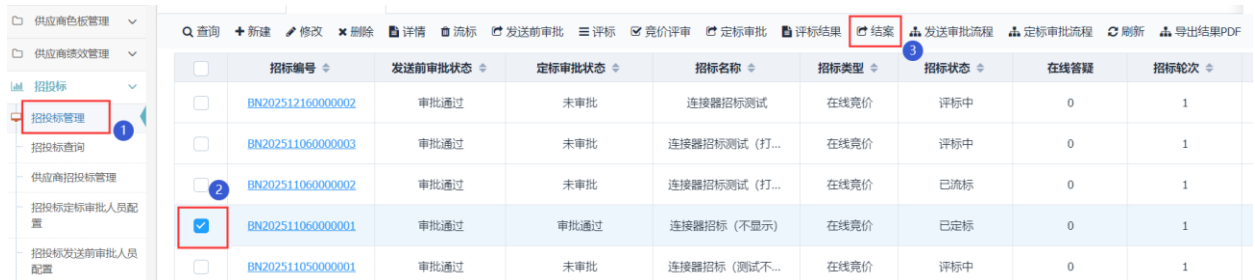 供应商色板管理
供应商绩效管理
招投标
招投标管理
1
招投标查询
供应商招投标管理
招投标定标审批人员配
置
招投标发送前审批人员
配置
查询 新建 修改 删除 详情 流标 发送前审批 评标 竞价评审 定标审批 评标结果 结案 发送审批流程 定标审批流程 刷新 导出结果PDF
3
招标编号 发送前审批状态 定标审批状态 招标名称 招标类型 招标状态 在线答疑 招标轮次
BN202512160000002 审批通过 未审批 连接器招标测试 在线竞价 评标中 0 1
BN202511060000003 审批通过 未审批 连接器招标测试（打... 在线竞价 评标中 0 1
2
BN202511060000002 审批通过 未审批 连接器招标测试（打... 在线竞价 已流标 0 1
BN202511060000001 审批通过 审批通过 连接器招标（不显示） 在线竞价 已定标 0 1
BN202511050000001 审批通过 未审批 连接器招标（测试不... 在线竞价 评标中 0 1